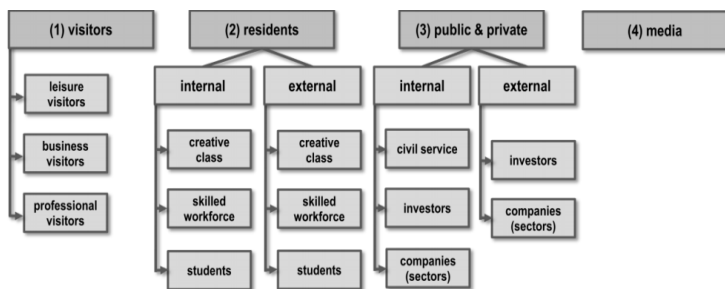 (1) visitors
(2) residents
(3) public & private
(4) media
internal
external
internal
external
leisure
visitors
business
visitors
professional
visitors
creative
class
skilled
workforce
students
creative
class
skilled
workforce
students
civil service
investors
companies
(sectors)
investors
companies
(sectors)